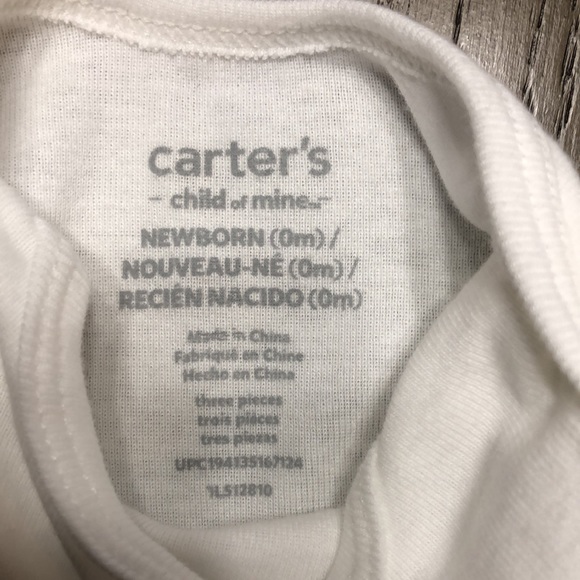 carter's
child of mine
NEWBORN (0m) /
NOUVEAU-NÉ (0m) /
RECIÉN NACIDO (0m)
Made in China
Fabriqué en Chine
Hecho en China
three pieces
trois pièces
tres piezas
UPC194135167124
1L512810